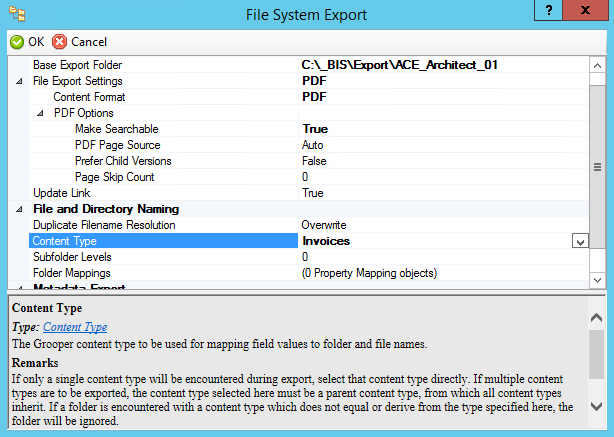 File System Export
?
x
OK Cancel
Base Export Folder C:\_BIS\Export\ACE_Architect_01
File Export Settings PDF
Content Format PDF
PDF Options
Make Searchable True
PDF Page Source Auto
Prefer Child Versions False
Page Skip Count 0
Update Link True
File and Directory Naming
Duplicate Filename Resolution Overwrite
Content Type Invoices
Subfolder Levels 0
Folder Mappings (0 Property Mapping objects)
Metadata Export
Content Type
Type: Content Type
The Grooper content type to be used for mapping field values to folder and file names.
Remarks
If only a single content type will be encountered during export, select that content type directly. If multiple content
types are to be exported, the content type selected here must be a parent content type, from which all content types
inherit. If a folder is encountered with a content type which does not equal or derive from the type specified here, the
folder will be ignored.